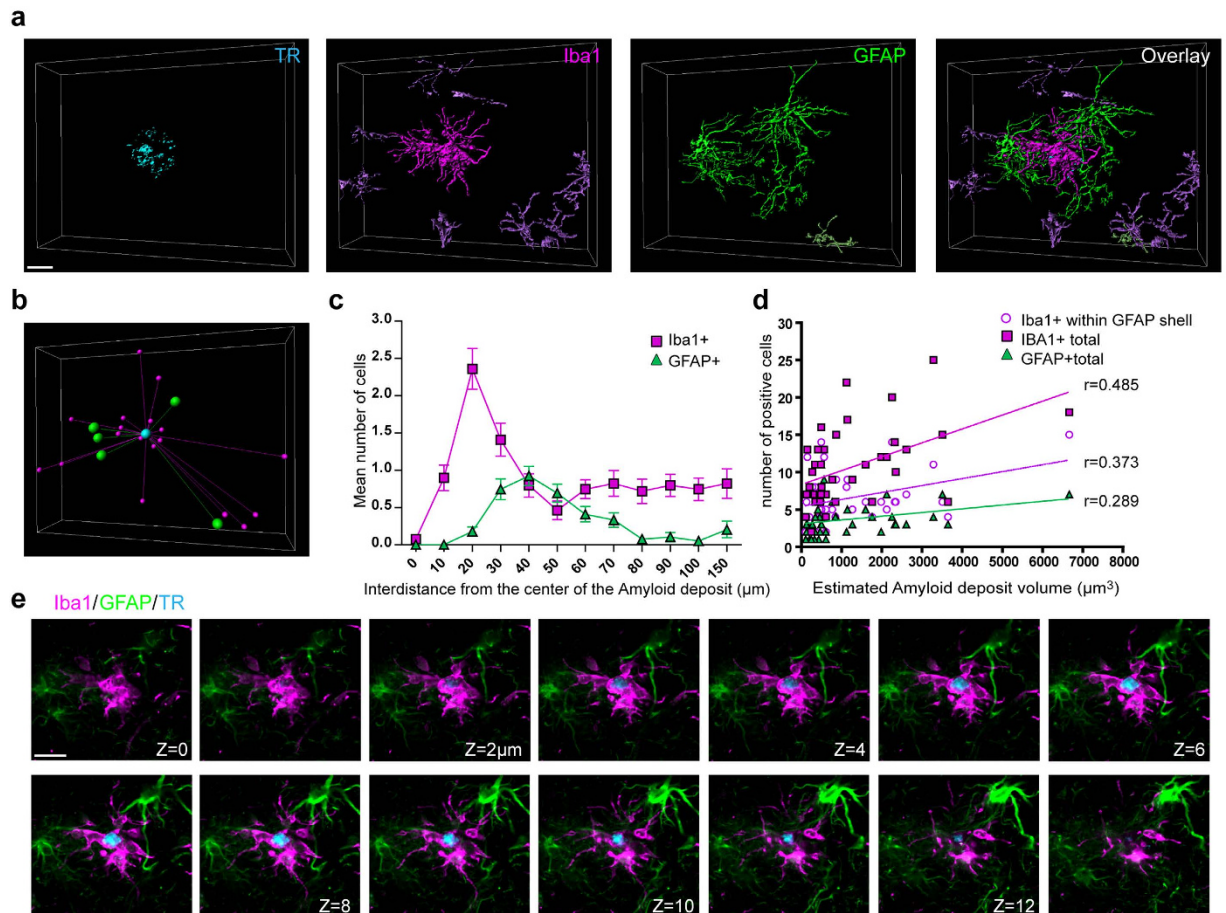 a
TR
Iba1
GFAP
Overlay
b
c
3.0
2.5
2.0
1.5
1.0
0.5
0.0
Mean number of cells
Iba1+
GFAP+
0 10 20 30 40 50 60 70 80 90 100 150
Interdistance from the center of the Amyloid deposit (µm)
d
Iba1+ within GFAP shell
IBA1+ total
GFAP+total
30
25
20
15
10
5
0
number of positive cells
r=0.485
r=0.373
r=0.289
0 1000 2000 3000 4000 5000 6000 7000 8000
Estimated Amyloid deposit volume (µm³)
e
Iba1/GFAP/TR
Z=0
Z=2µm
Z=4
Z=6
Z=8
Z=10
Z=12